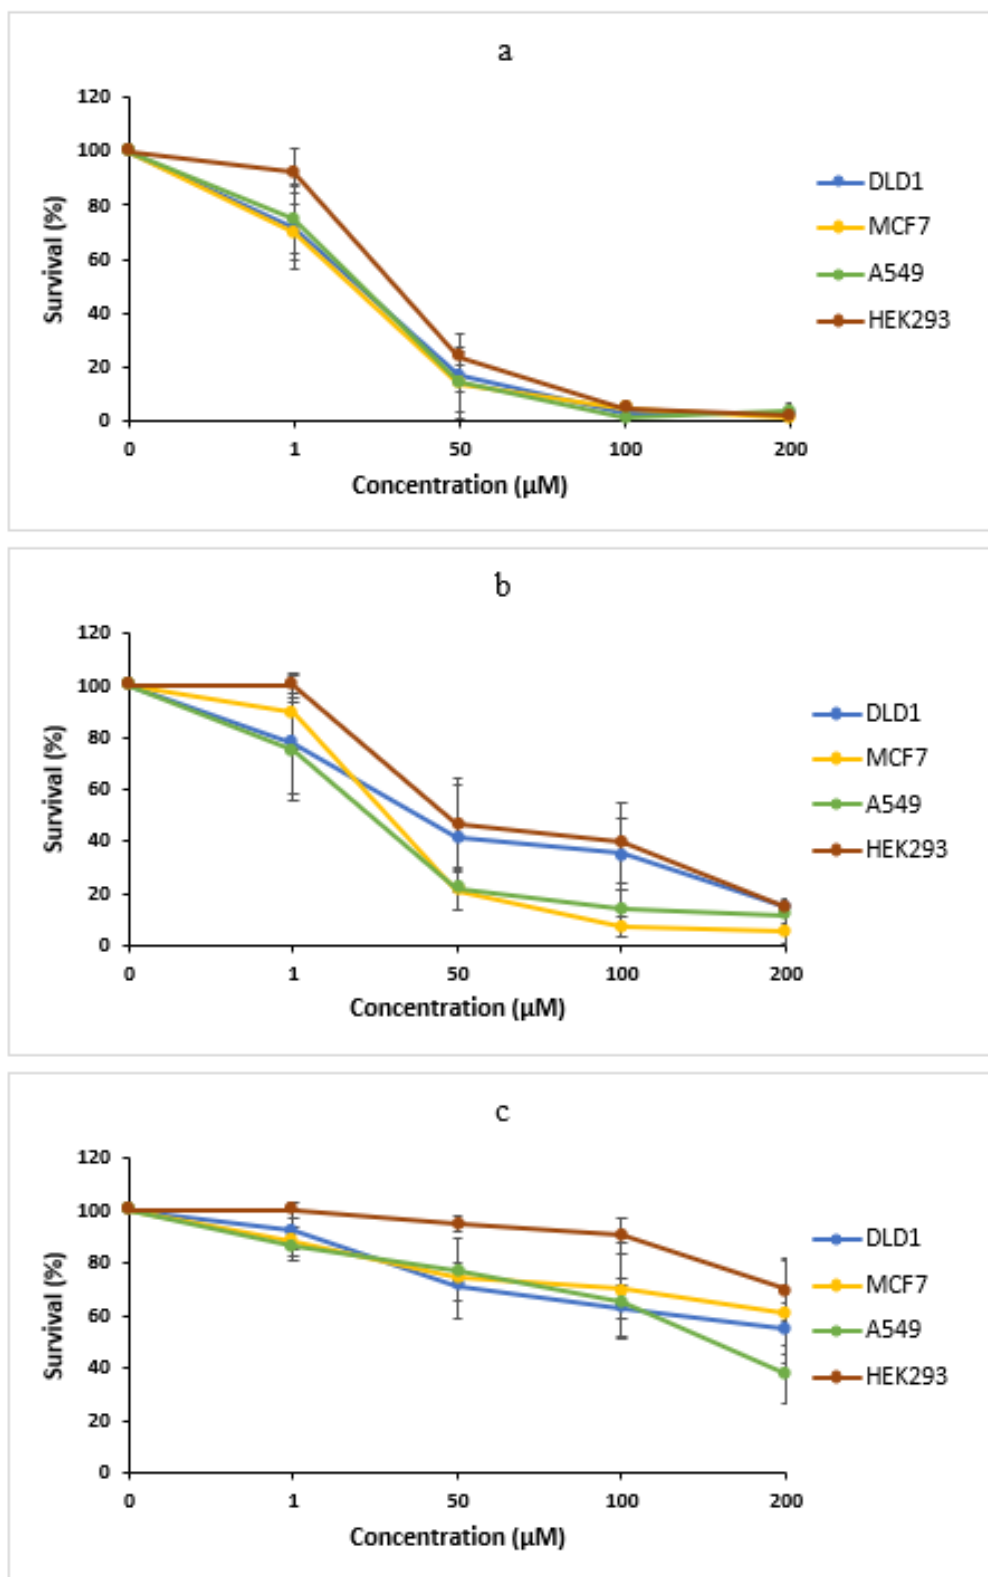 a
120
100
80
60
40
20
0
Survival (%)
0 1 50 100 200
Concentration (µM)
DLD1
MCF7
A549
HEK293
b
120
100
80
60
40
20
0
Survival (%)
0 1 50 100 200
Concentration (µM)
DLD1
MCF7
A549
HEK293
c
120
100
80
60
40
20
0
Survival (%)
0 1 50 100 200
Concentration (µM)
DLD1
MCF7
A549
HEK293